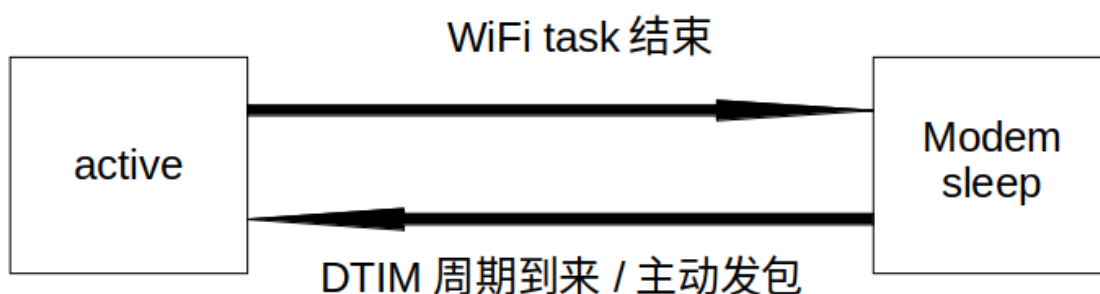 WiFi task 结束
active
Modem
sleep
DTIM 周期到来 / 主动发包